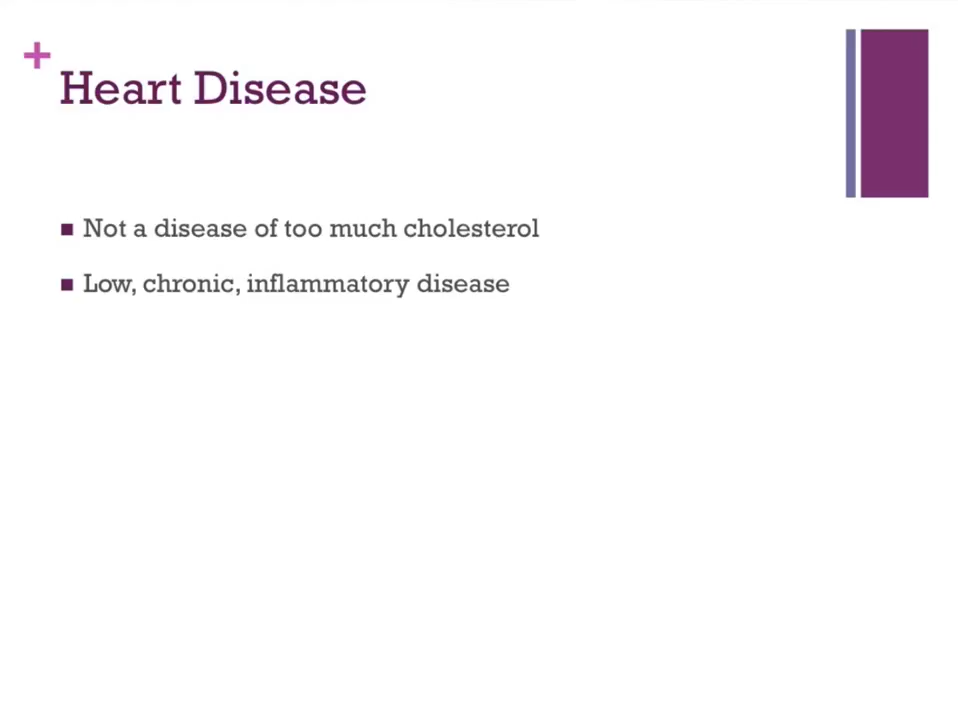 +
Heart Disease
■ Not a disease of too much cholesterol
■ Low, chronic, inflammatory disease